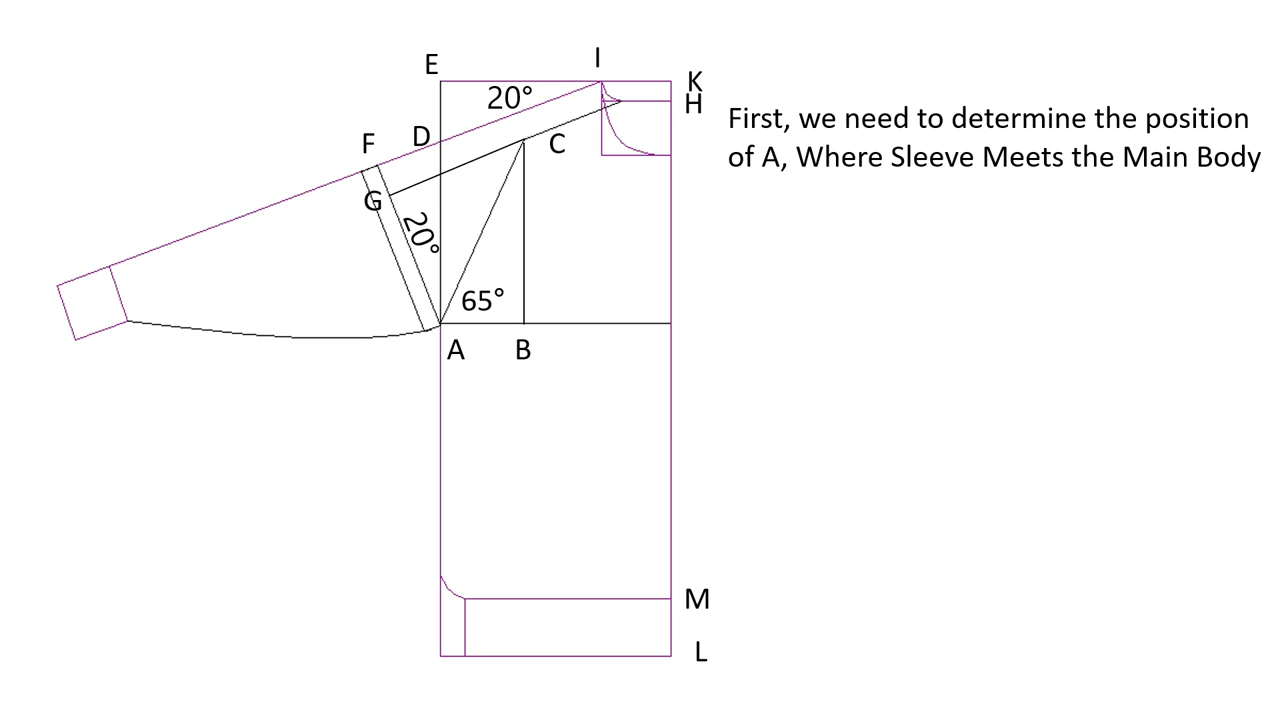 E
I
K
20°
H
First, we need to determine the position
of A, Where Sleeve Meets the Main Body
F
D
C
G
20°
65°
A
B
M
L